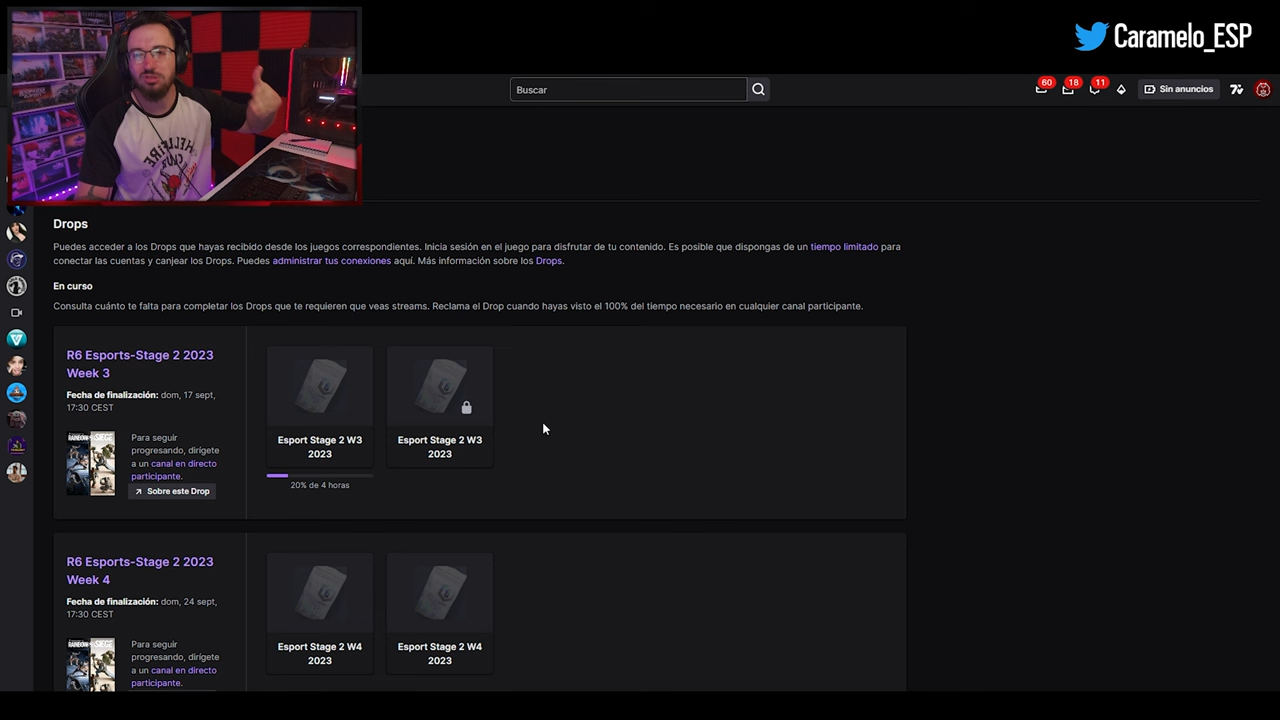 Caramelo_ESP
Buscar
60
18
11
Sin anuncios
Drops
Puedes acceder a los Drops que hayas recibido desde los juegos correspondientes. Inicia sesión en el juego para disfrutar de tu contenido. Es posible que dispongas de un tiempo limitado para
conectar las cuentas y canjear los Drops. Puedes administrar tus conexiones aquí. Más información sobre los Drops.
En curso
Consulta cuánto te falta para completar los Drops que te requieren que veas streams. Reclama el Drop cuando hayas visto el 100% del tiempo necesario en cualquier canal participante.
R6 Esports-Stage 2 2023
Week 3
Fecha de finalización: dom, 17 sept,
17:30 CEST
Para seguir
progresando, dirígete
a un canal en directo
participante.
Sobre este Drop
Esport Stage 2 W3
2023
20% de 4 horas
Esport Stage 2 W3
2023
R6 Esports-Stage 2 2023
Week 4
Fecha de finalización: dom, 24 sept,
17:30 CEST
Para seguir
progresando, dirígete
a un canal en directo
participante.
Esport Stage 2 W4
2023
Esport Stage 2 W4
2023